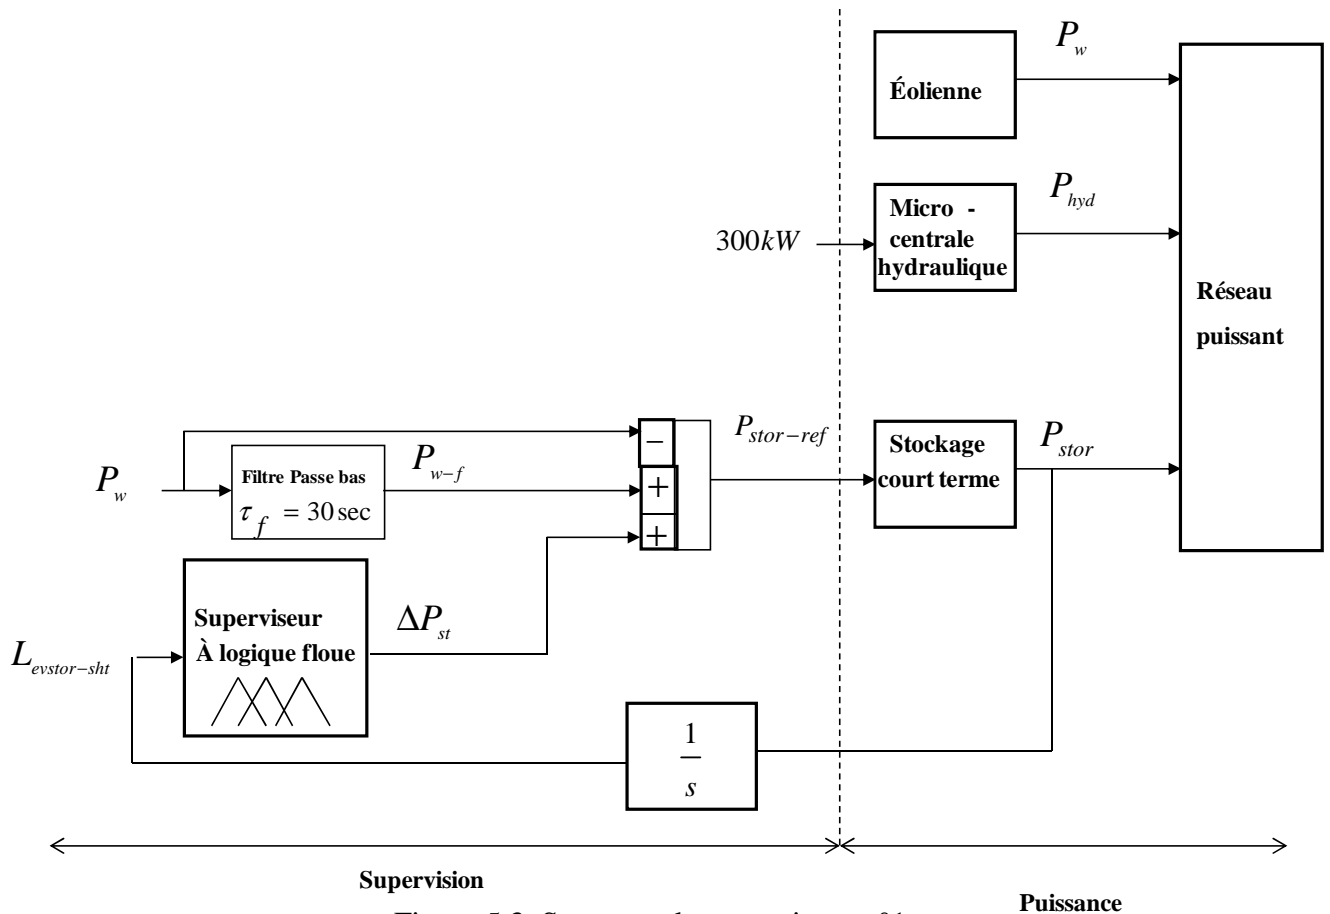 P_w
Éolienne
P_hyd
Micro -
centrale
hydraulique
300kW
Réseau
puissant
P_stor-ref
Stockage
court terme
P_stor
P_w
Filtre Passe bas
τ_f = 30 sec
P_w-f
−
+
+
Superviseur
À logique floue
ΔP_st
L_evstor-sht
1
s
Supervision
Puissance